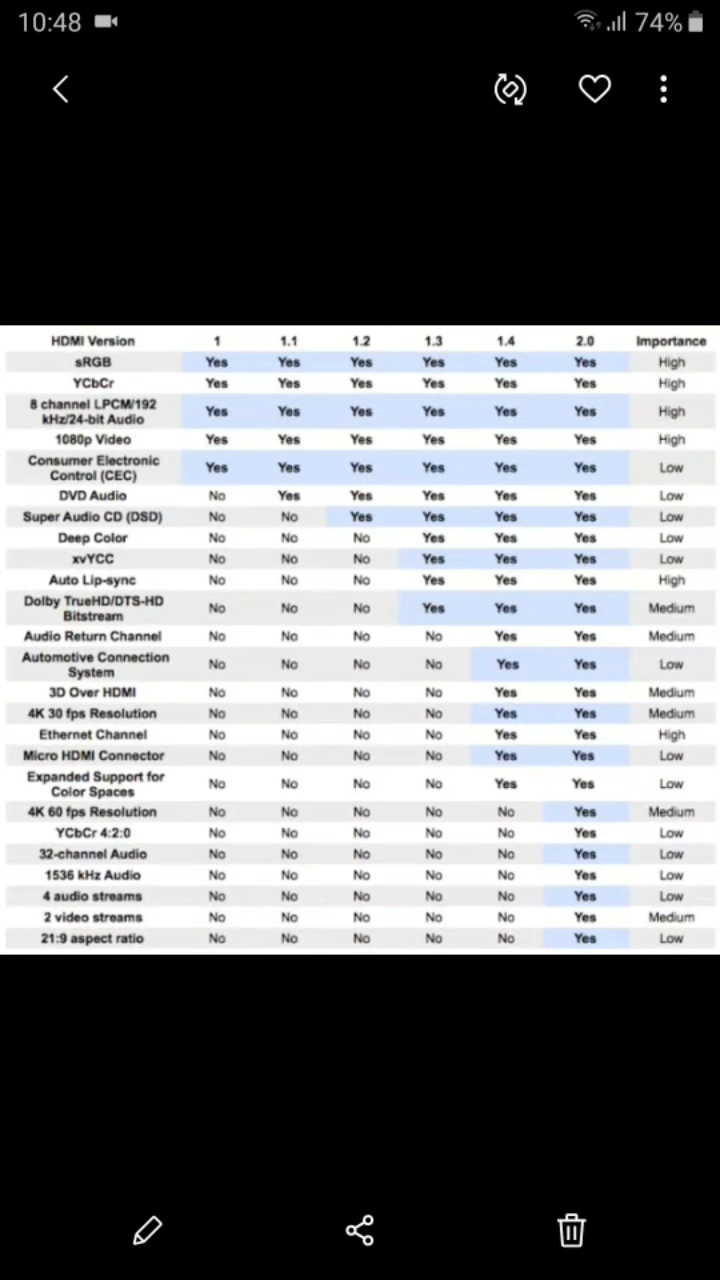 10:48 74%
HDMI Version 1 1.1 1.2 1.3 1.4 2.0 Importance
sRGB Yes Yes Yes Yes Yes Yes High
YCbCr Yes Yes Yes Yes Yes Yes High
8 channel LPCM/192
kHz/24-bit Audio Yes Yes Yes Yes Yes Yes High
1080p Video Yes Yes Yes Yes Yes Yes High
Consumer Electronic
Control (CEC) Yes Yes Yes Yes Yes Yes Low
DVD Audio No Yes Yes Yes Yes Yes Low
Super Audio CD (DSD) No No Yes Yes Yes Yes Low
Deep Color No No No Yes Yes Yes Low
xvYCC No No No Yes Yes Yes Low
Auto Lip-sync No No No Yes Yes Yes High
Dolby TrueHD/DTS-HD
Bitstream No No No Yes Yes Yes Medium
Audio Return Channel No No No No Yes Yes Medium
Automotive Connection
System No No No No Yes Yes Low
3D Over HDMI No No No No Yes Yes Medium
4K 30 fps Resolution No No No No Yes Yes Medium
Ethernet Channel No No No No Yes Yes High
Micro HDMI Connector No No No No Yes Yes Low
Expanded Support for
Color Spaces No No No No Yes Yes Low
4K 60 fps Resolution No No No No No Yes Medium
YCbCr 4:2:0 No No No No No Yes Low
32-channel Audio No No No No No Yes Low
1536 kHz Audio No No No No No Yes Low
4 audio streams No No No No No Yes Low
2 video streams No No No No No Yes Medium
21:9 aspect ratio No No No No No Yes Low